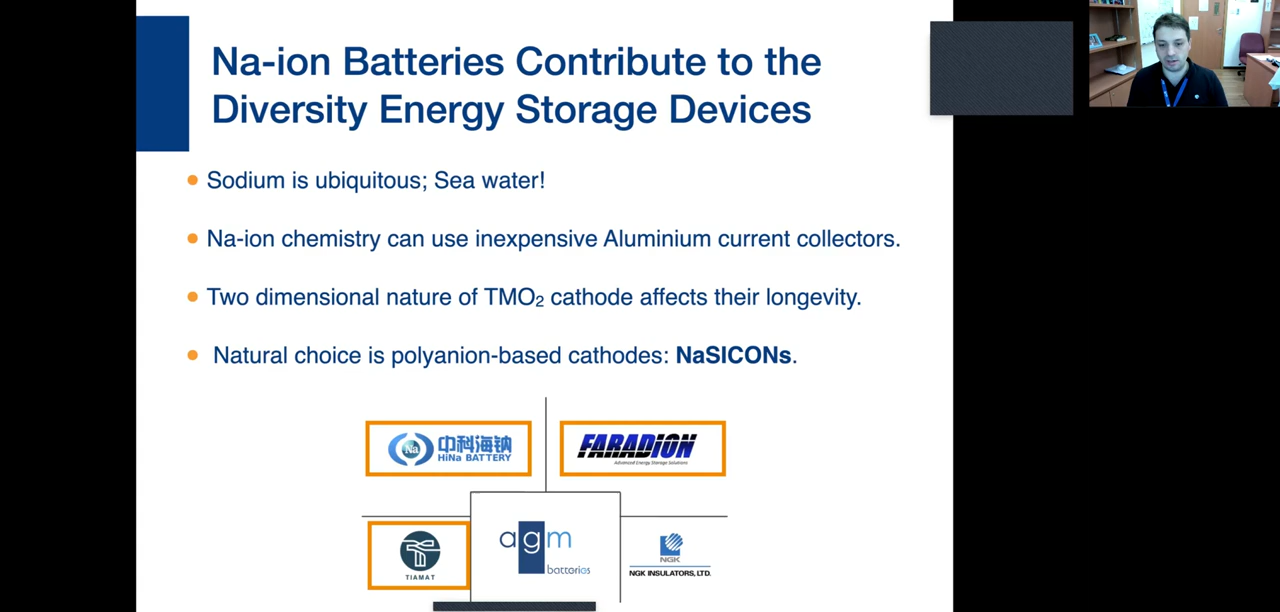 Na-ion Batteries Contribute to the
Diversity Energy Storage Devices
Sodium is ubiquitous; Sea water!
Na-ion chemistry can use inexpensive Aluminium current collectors.
Two dimensional nature of TMO₂ cathode affects their longevity.
Natural choice is polyanion-based cathodes: NaSICONs.
Na
中科海钠
HiNa BATTERY
FARADION
Advanced Energy Storage Solutions
TIAMAT
agm
batteries
NGK
NGK INSULATORS, LTD.